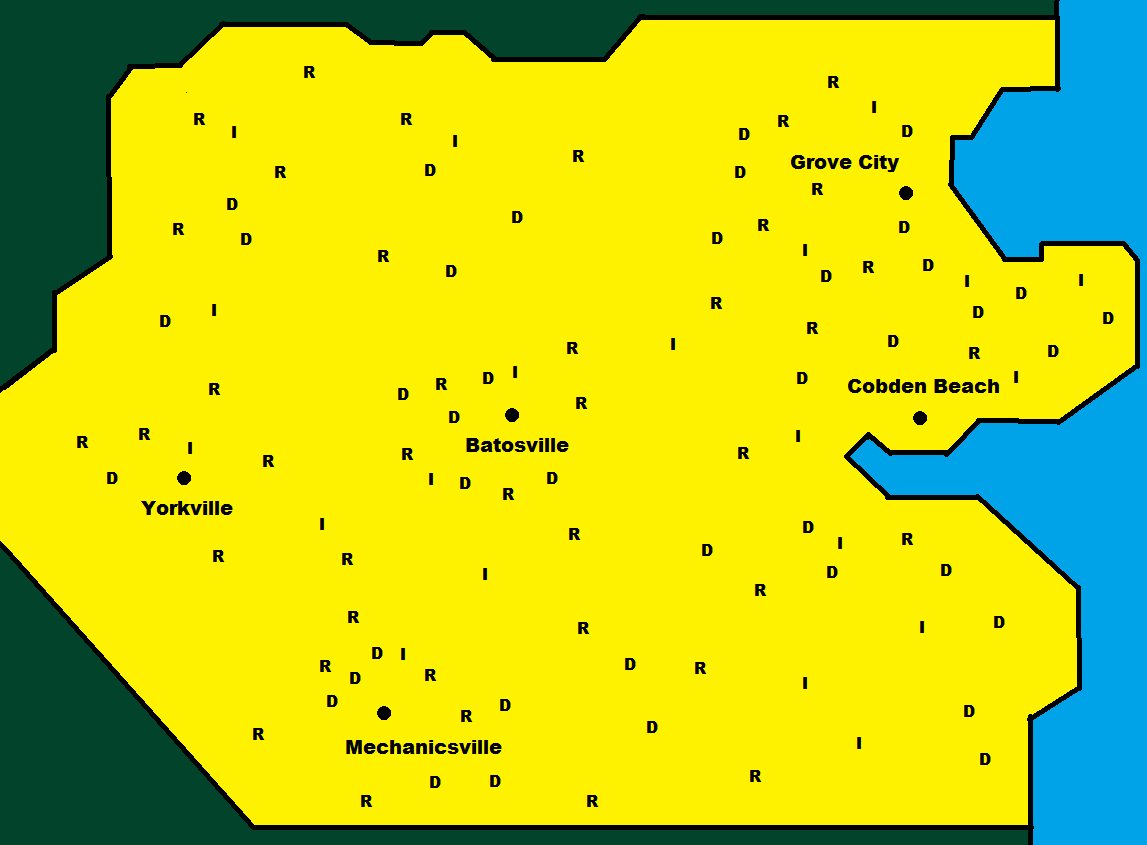 R
R
I
R R R
I I D D
R Grove City
R D D
R
D
D
R R D
D D
I
R
D D R D
I I
D
R
I D
D D
R
I D
R R D
D I D I
R Cobden Beach
R D
R
D
R I
R Batosville
I R R
R
D I D D
R
Yorkville
I D
R I R
R R D
I D D
R
R D
R I
D I
R D R
D R I
D D
R D
R D
Mechanicsville I
D
D D R
R R